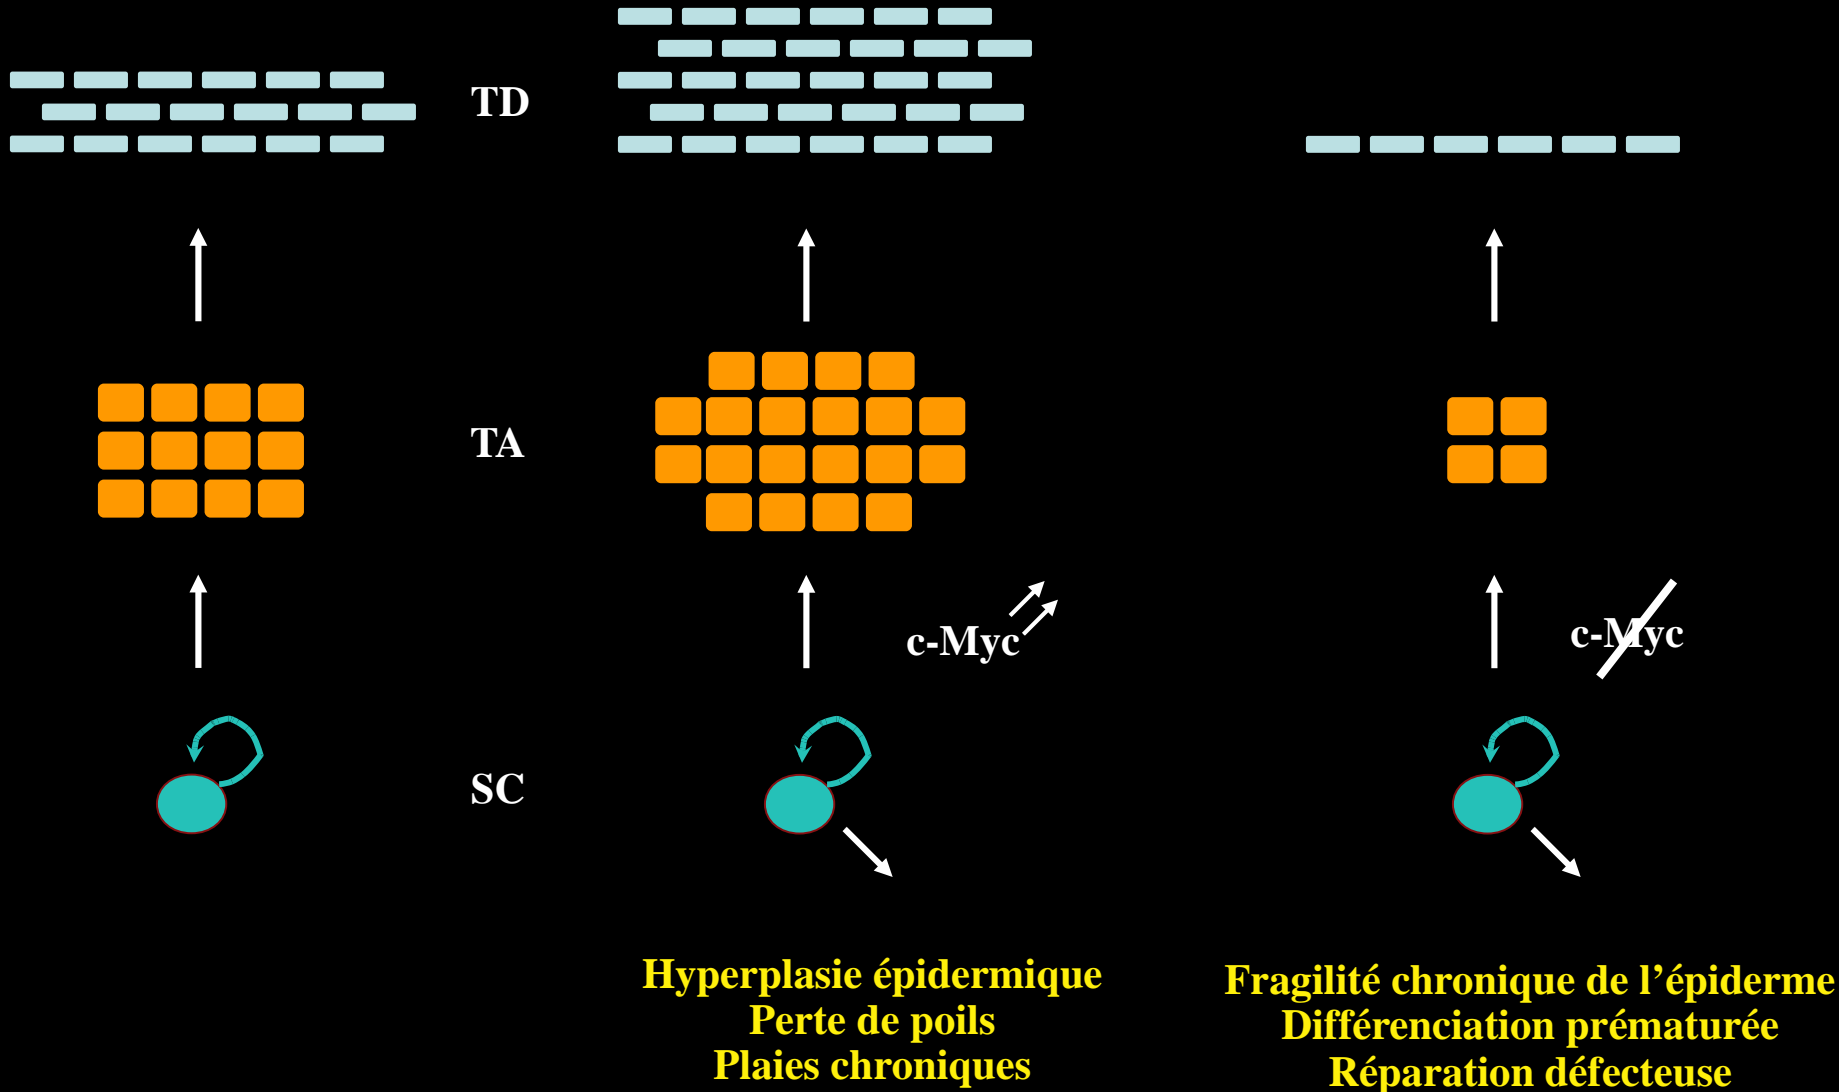 TD
TA
c-Myc
c-Myc
SC
Hyperplasie épidermique
Perte de poils
Plaies chroniques
Fragilité chronique de l’épiderme
Différenciation prématurée
Réparation défecteuse